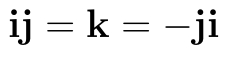 ij = k = −ji